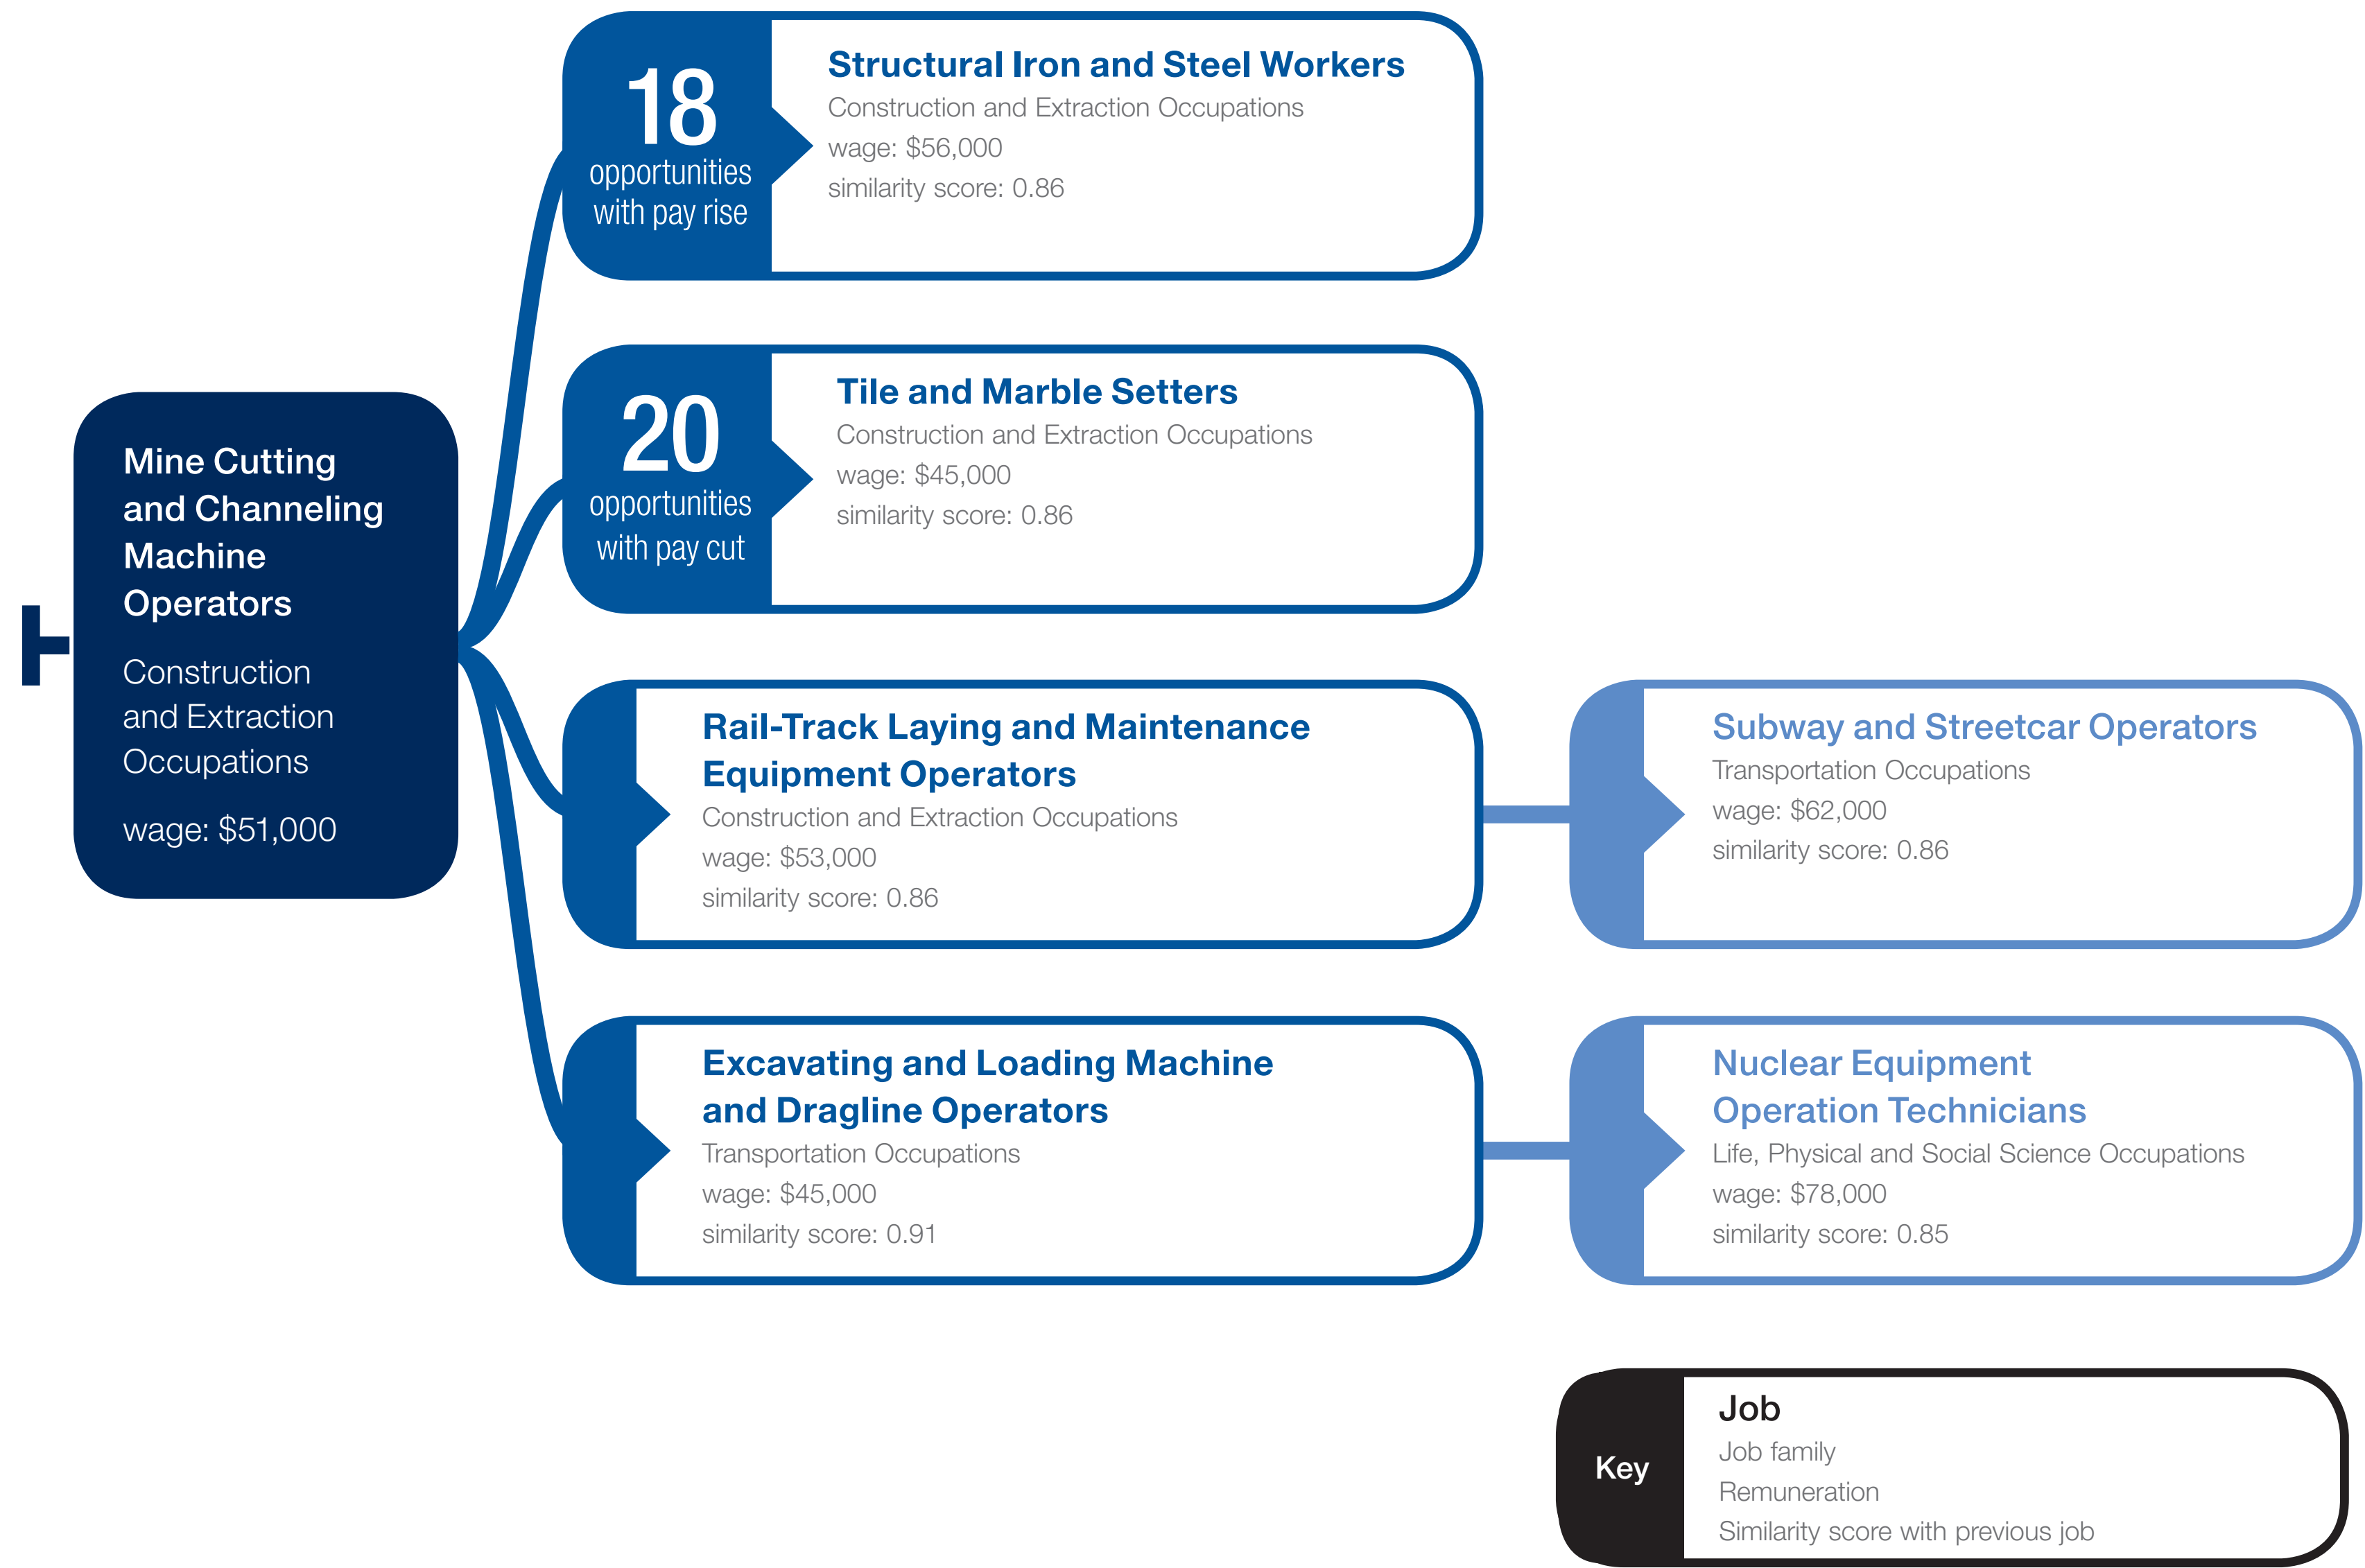 Mine Cutting
and Channeling
Machine
Operators
Construction
and Extraction
Occupations
wage: $51,000
18
opportunities
with pay rise
Structural Iron and Steel Workers
Construction and Extraction Occupations
wage: $56,000
similarity score: 0.86
20
opportunities
with pay cut
Tile and Marble Setters
Construction and Extraction Occupations
wage: $45,000
similarity score: 0.86
Rail-Track Laying and Maintenance
Equipment Operators
Construction and Extraction Occupations
wage: $53,000
similarity score: 0.86
Subway and Streetcar Operators
Transportation Occupations
wage: $62,000
similarity score: 0.86
Excavating and Loading Machine
and Dragline Operators
Transportation Occupations
wage: $45,000
similarity score: 0.91
Nuclear Equipment
Operation Technicians
Life, Physical and Social Science Occupations
wage: $78,000
similarity score: 0.85
Key
Job
Job family
Remuneration
Similarity score with previous job